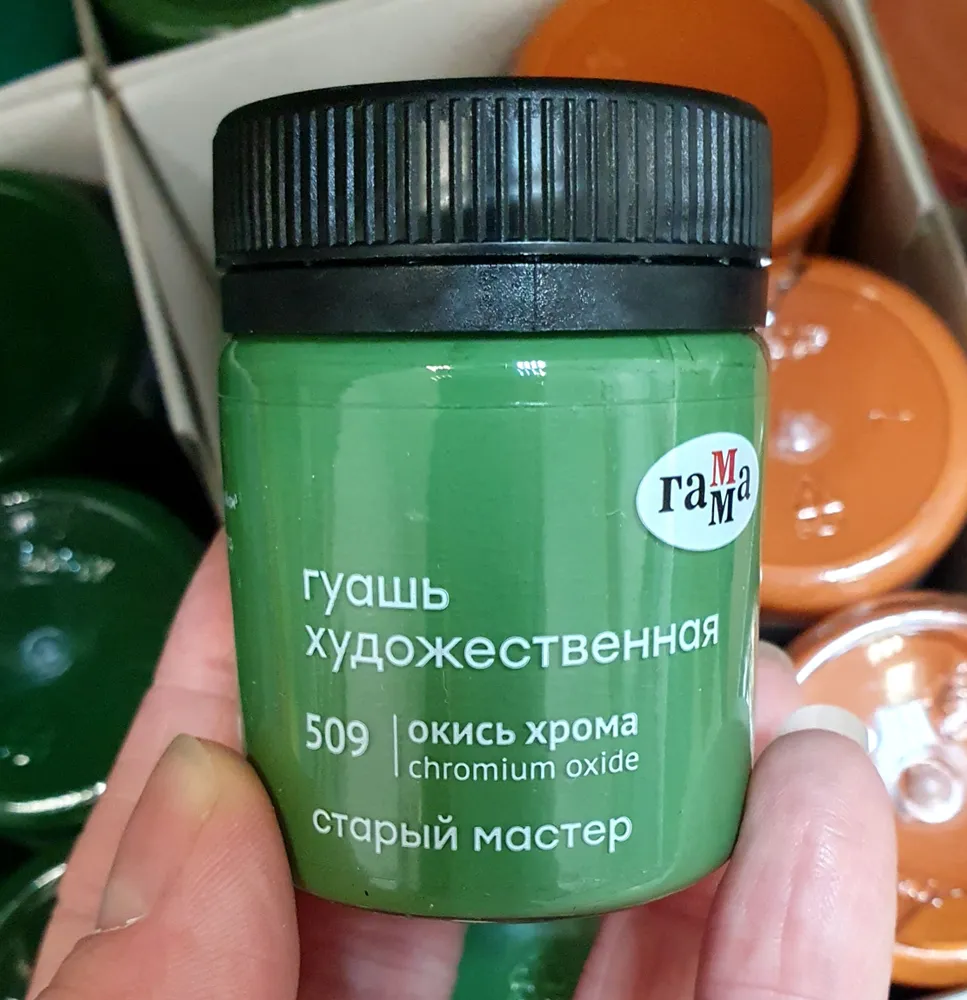 гамма
гуашь
художественная
509 | окись хрома
chromium oxide
старый мастер